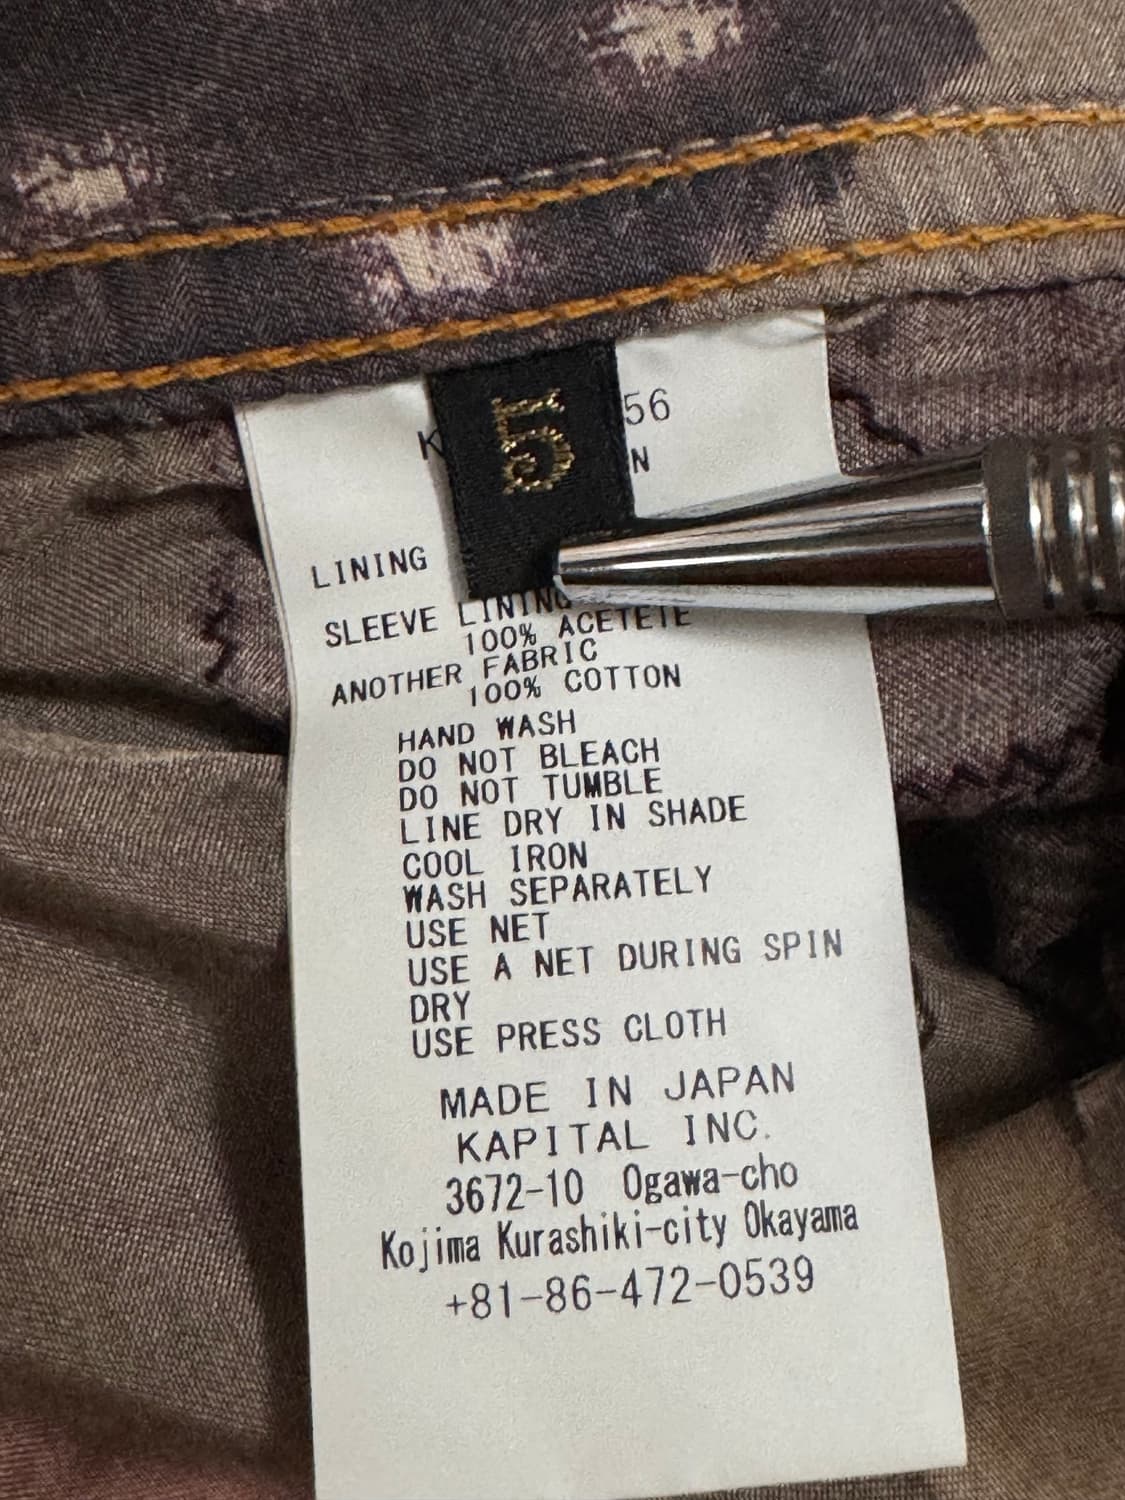 5
56
N
LINING
SLEEVE LINING
100% ACETETE
ANOTHER FABRIC
100% COTTON
HAND WASH
DO NOT BLEACH
DO NOT TUMBLE
LINE DRY IN SHADE
COOL IRON
WASH SEPARATELY
USE NET
USE A NET DURING SPIN
DRY
USE PRESS CLOTH
MADE IN JAPAN
KAPITAL INC.
3672-10 Ogawa-cho
Kojima Kurashiki-city Okayama
+81-86-472-0539